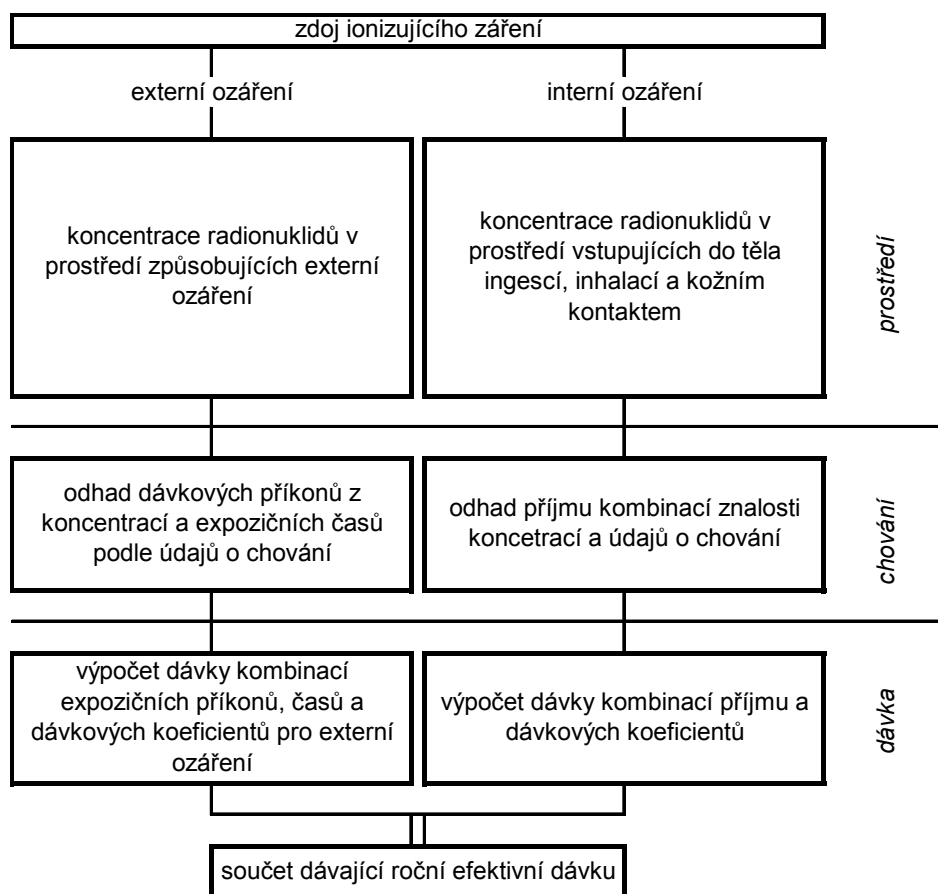 zdoj ionizujícího záření
externí ozáření
interní ozáření
koncentrace radionuklidů v
prostředí způsobujících externí
ozáření
koncentrace radionuklidů v
prostředí vstupujících do těla
ingescí, inhalací a kožním
kontaktem
prostředí
odhad dávkových příkonů z
koncentrací a expozičních časů
podle údajů o chování
odhad příjmu kombinací znalosti
koncetrací a údajů o chování
chování
výpočet dávky kombinací
expozičních příkonů, časů a
dávkových koeficientů pro externí
ozáření
výpočet dávky kombinací příjmu a
dávkových koeficientů
dávka
součet dávající roční efektivní dávku